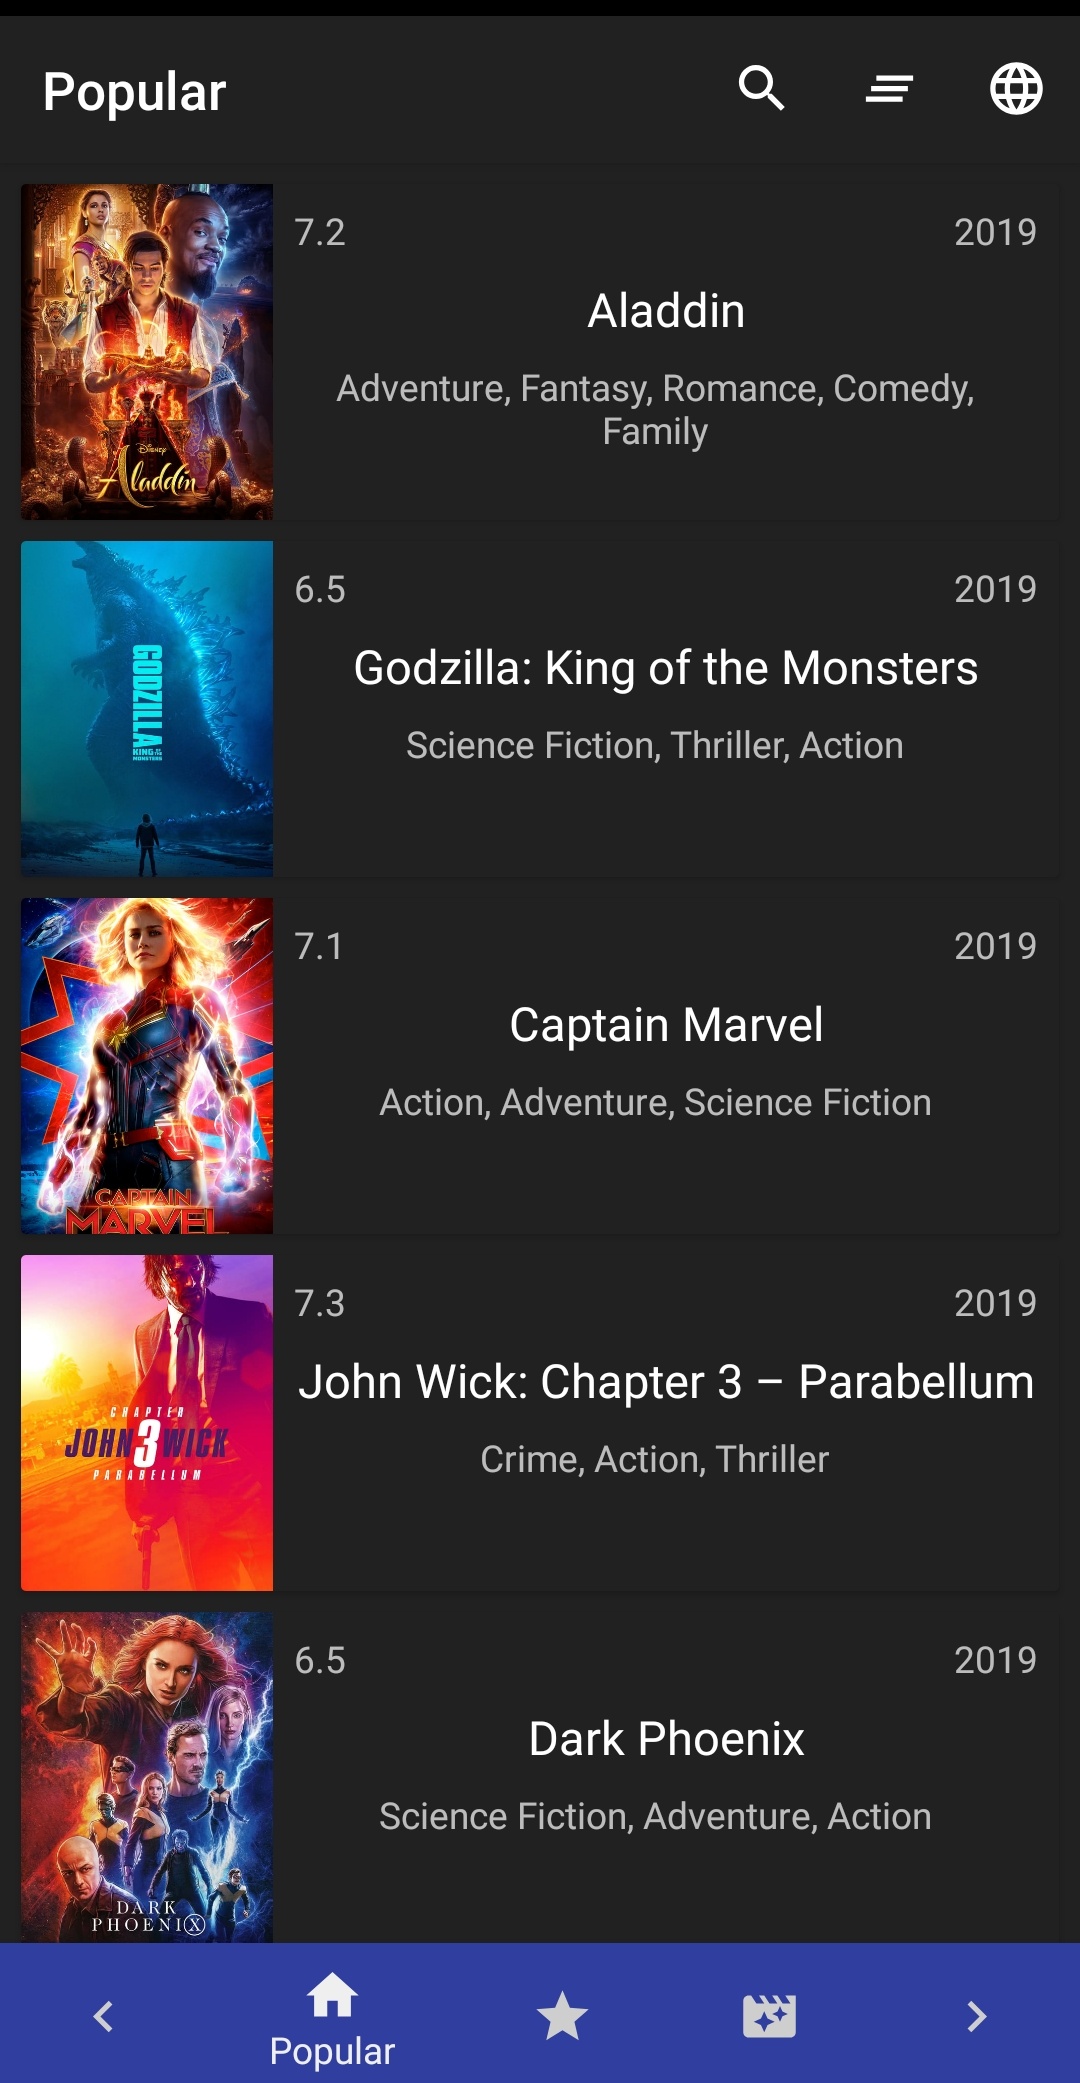 Popular
7.2
2019
Aladdin
Adventure, Fantasy, Romance, Comedy,
Family
Disney
Aladdin
6.5
2019
Godzilla: King of the Monsters
Science Fiction, Thriller, Action
GODZILLA
KING OF THE
MONSTERS
7.1
2019
Captain Marvel
Action, Adventure, Science Fiction
CAPTAIN
MARVEL
7.3
2019
John Wick: Chapter 3 – Parabellum
Crime, Action, Thriller
CHAPTER
JOHN 3 WICK
PARABELLUM
6.5
2019
Dark Phoenix
Science Fiction, Adventure, Action
DARK
PHOENIX
Popular